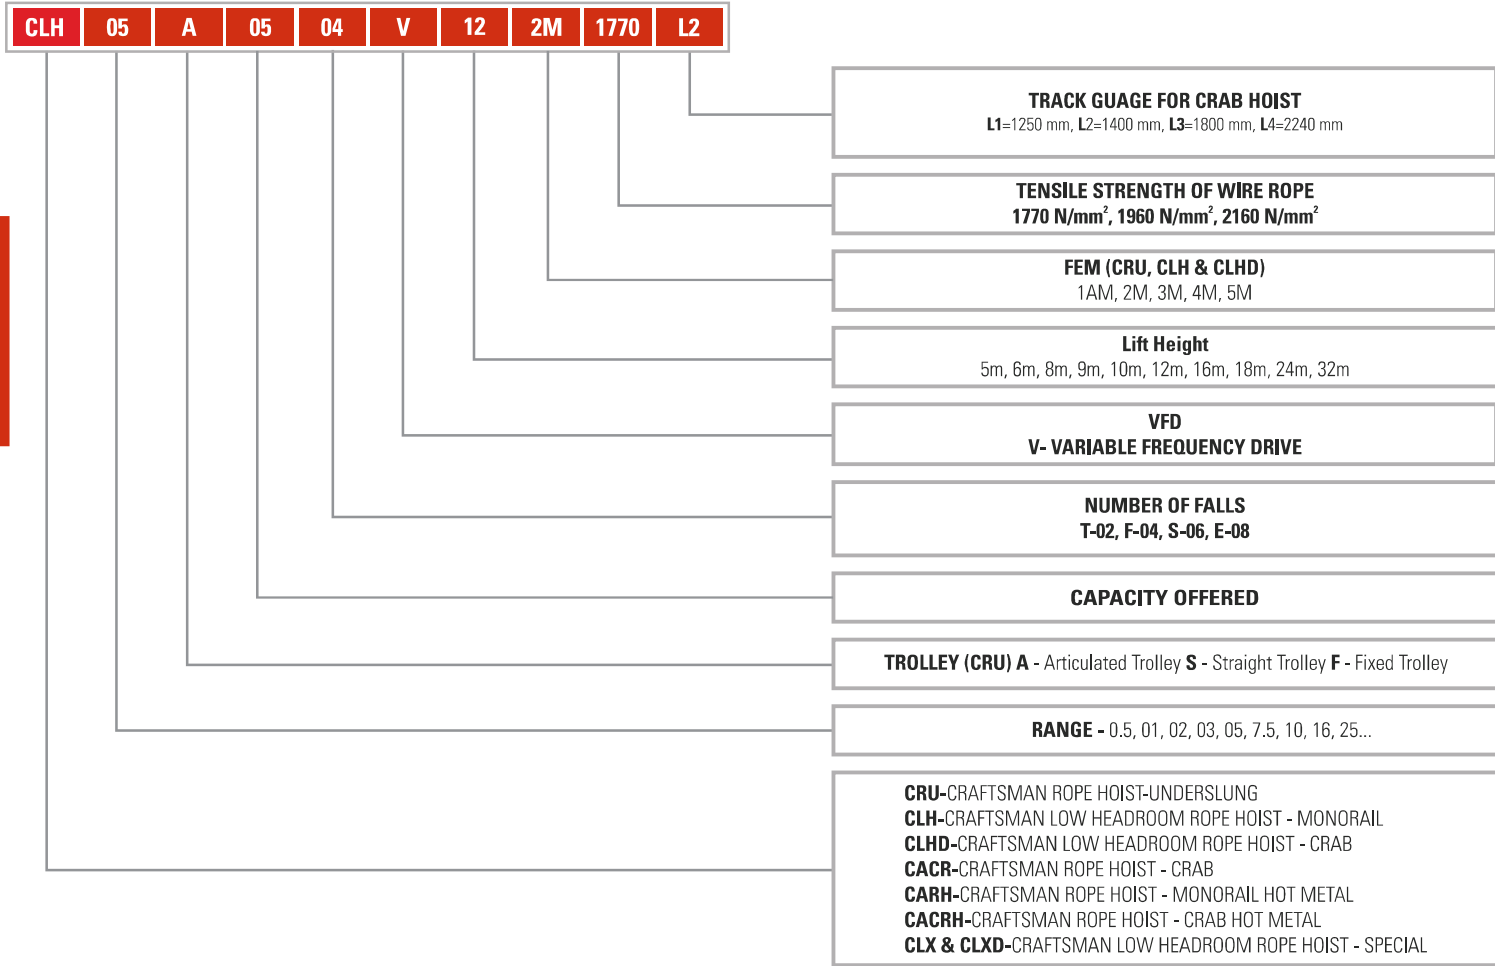 CLH 05 A 05 04 V 12 2M 1770 L2
TRACK GUAGE FOR CRAB HOIST
L1=1250 mm, L2=1400 mm, L3=1800 mm, L4=2240 mm
TENSILE STRENGTH OF WIRE ROPE
1770 N/mm², 1960 N/mm², 2160 N/mm²
FEM (CRU, CLH & CLHD)
1AM, 2M, 3M, 4M, 5M
Lift Height
5m, 6m, 8m, 9m, 10m, 12m, 16m, 18m, 24m, 32m
VFD
V- VARIABLE FREQUENCY DRIVE
NUMBER OF FALLS
T-02, F-04, S-06, E-08
CAPACITY OFFERED
TROLLEY (CRU) A - Articulated Trolley S - Straight Trolley F - Fixed Trolley
RANGE - 0.5, 01, 02, 03, 05, 7.5, 10, 16, 25...
CRU-CRAFTSMAN ROPE HOIST-UNDERSLUNG
CLH-CRAFTSMAN LOW HEADROOM ROPE HOIST - MONORAIL
CLHD-CRAFTSMAN LOW HEADROOM ROPE HOIST - CRAB
CACR-CRAFTSMAN ROPE HOIST - CRAB
CARH-CRAFTSMAN ROPE HOIST - MONORAIL HOT METAL
CACRH-CRAFTSMAN ROPE HOIST - CRAB HOT METAL
CLX & CLXD-CRAFTSMAN LOW HEADROOM ROPE HOIST - SPECIAL